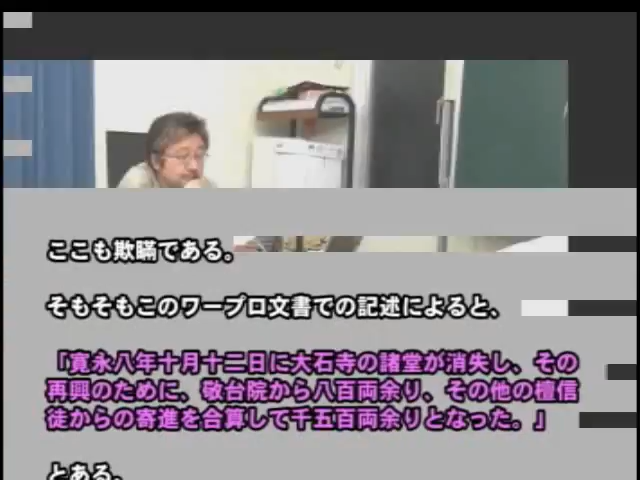 ここも欺瞞である。
そもそもこのワープロ文書での記述によると、
「寛永八年十月十二日に大石寺の諸堂が消失し、その
再興のために、敬台院から八百両余り、その他の檀信
徒からの寄進を合算して千五百両余りとなった。」
とある。